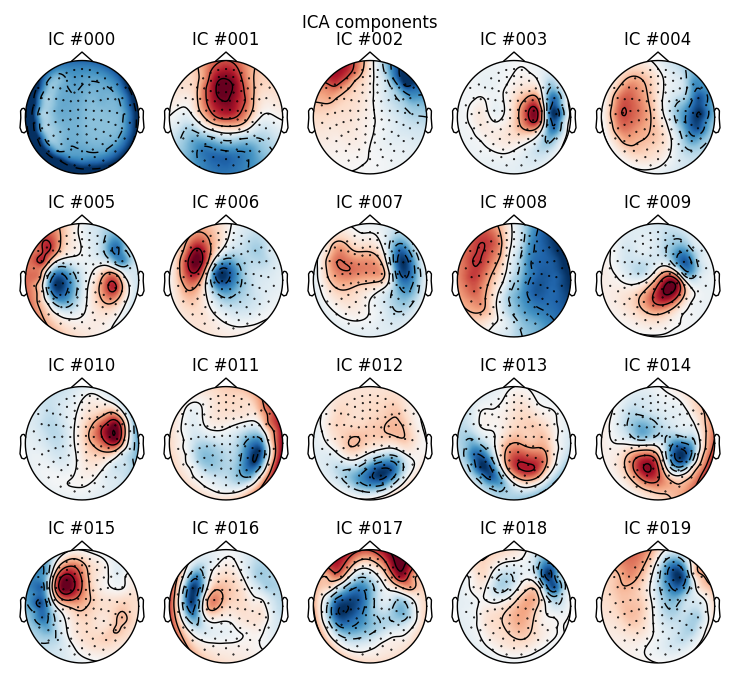 ICA components
IC #000 IC #001 IC #002 IC #003 IC #004
IC #005 IC #006 IC #007 IC #008 IC #009
IC #010 IC #011 IC #012 IC #013 IC #014
IC #015 IC #016 IC #017 IC #018 IC #019